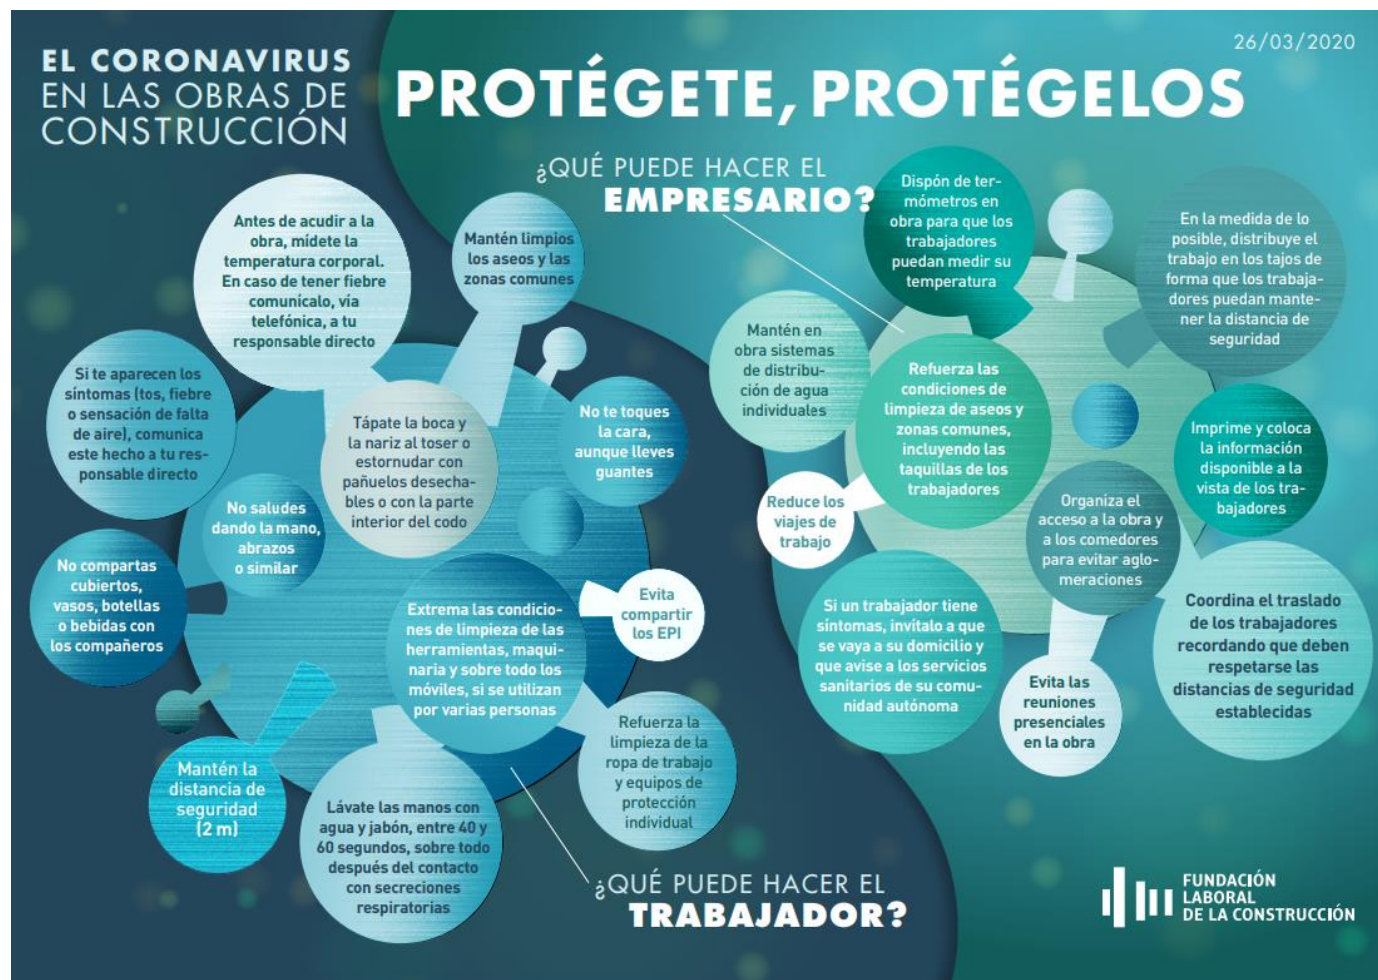 EL CORONAVIRUS
EN LAS OBRAS DE
CONSTRUCCIÓN
26/03/2020
PROTÉGETE, PROTÉGELOS
¿QUÉ PUEDE HACER EL
EMPRESARIO?
Antes de acudir a la
obra, mídete la
temperatura corporal.
En caso de tener fiebre
comunícalo, vía
telefónica, a tu
responsable directo
Mantén limpios
los aseos y las
zonas comunes
Si te aparecen los
síntomas (tos, fiebre
o sensación de falta
de aire), comunica
este hecho a tu res-
ponsable directo
Tápate la boca y
la nariz al toser o
estornudar con
pañuelos desecha-
bles o con la parte
interior del codo
No te toques
la cara,
aunque lleves
guantes
No saludes
dando la mano,
abrazos
o similar
No compartas
cubiertos,
vasos, botellas
o bebidas con
los compañeros
Extrema las condicio-
nes de limpieza de las
herramientas, maqui-
naria y sobre todo los
móviles, si se utilizan
por varias personas
Evita
compartir
los EPI
Mantén la
distancia de
seguridad
(2 m)
Lávate las manos con
agua y jabón, entre 40 y
60 segundos, sobre todo
después del contacto
con secreciones
respiratorias
Refuerza la
limpieza de la
ropa de trabajo
y equipos de
protección
individual
¿QUÉ PUEDE HACER EL
TRABAJADOR?
Dispón de ter-
mómetros en
obra para que los
trabajadores
puedan medir su
temperatura
En la medida de lo
posible, distribuye el
trabajo en los tajos de
forma que los trabaja-
dores puedan mante-
ner la distancia de
seguridad
Mantén en
obra sistemas
de distribu-
ción de agua
individuales
Refuerza las
condiciones de
limpieza de aseos y
zonas comunes,
incluyendo las
taquillas de los
trabajadores
Imprime y coloca
la información
disponible a la
vista de los tra-
bajadores
Reduce los
viajes de
trabajo
Organiza el
acceso a la obra y
a los comedores
para evitar aglo-
meraciones
Si un trabajador tiene
síntomas, invítalo a que
se vaya a su domicilio y
que avise a los servicios
sanitarios de su comu-
nidad autónoma
Evita las
reuniones
presenciales
en la obra
Coordina el traslado
de los trabajadores
recordando que deben
respetarse las
distancias de seguridad
establecidas
FUNDACIÓN
LABORAL
DE LA CONSTRUCCIÓN